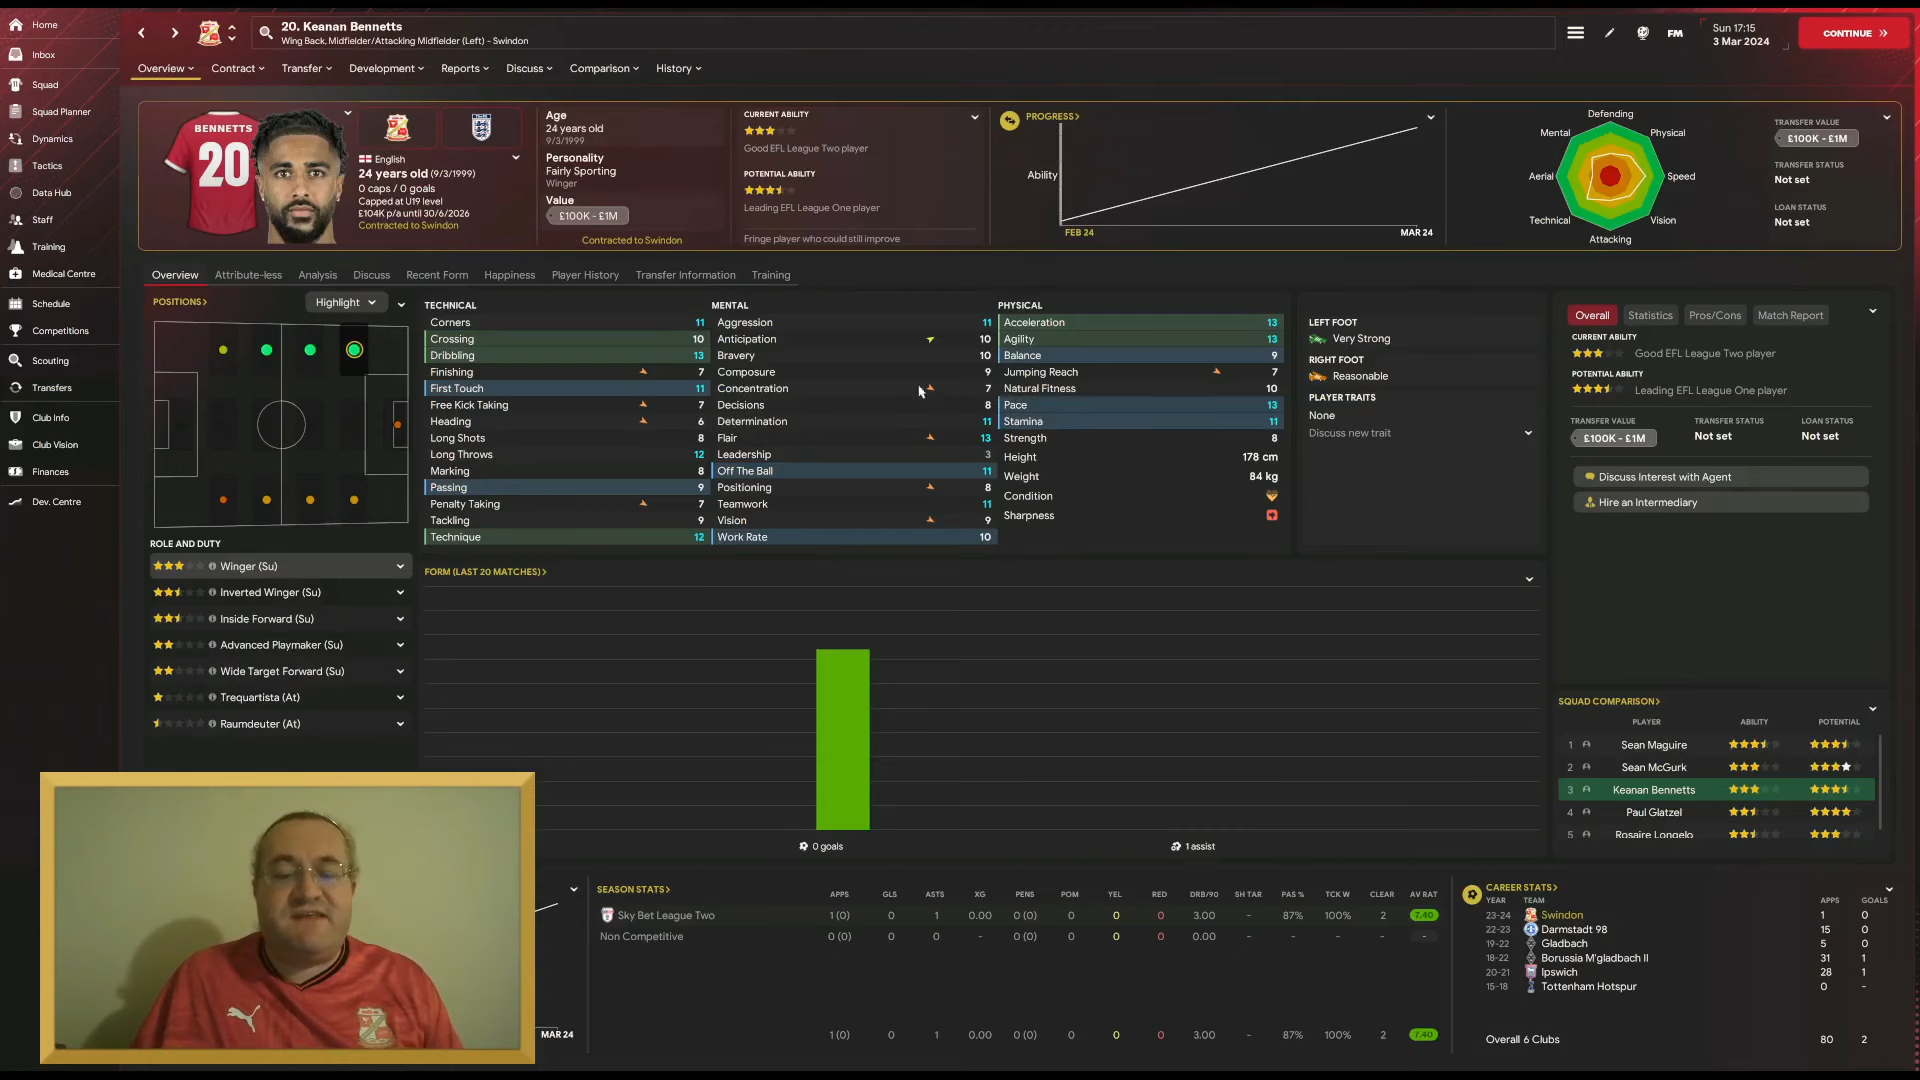 Home
Inbox
Squad
Squad Planner
Dynamics
Tactics
Data Hub
Staff
Training
Medical Centre
Schedule
Competitions
Scouting
Transfers
Club Info
Club Vision
Finances
Dev. Centre
20. Keanan Bennetts
Wing Back, Midfielder/Attacking Midfielder (Left) - Swindon
FM
Sun 17:15
3 Mar 2024
CONTINUE
Overview Contract Transfer Development Reports Discuss Comparison History
BENNETTS
20
English
24 years old (9/3/1999)
0 caps / 0 goals
Capped at U19 level
£104K p/a until 30/6/2026
Contracted to Swindon
Age
24 years old
9/3/1999
Personality
Fairly Sporting
Winger
Value
£100K - £1M
Contracted to Swindon
CURRENT ABILITY
Good EFL League Two player
POTENTIAL ABILITY
Leading EFL League One player
Fringe player who could still improve
PROGRESS>
Ability
FEB 24 MAR 24
Defending
Mental Physical
Aerial Speed
Technical Vision
Attacking
TRANSFER VALUE
£100K - £1M
TRANSFER STATUS
Not set
LOAN STATUS
Not set
Overview Attribute-less Analysis Discuss Recent Form Happiness Player History Transfer Information Training
POSITIONS> Highlight
ROLE AND DUTY
Winger (Su)
Inverted Winger (Su)
Inside Forward (Su)
Advanced Playmaker (Su)
Wide Target Forward (Su)
Trequartista (At)
Raumdeuter (At)
TECHNICAL
Corners 11
Crossing 10
Dribbling 13
Finishing 7
First Touch 11
Free Kick Taking 7
Heading 6
Long Shots 8
Long Throws 12
Marking 8
Passing 9
Penalty Taking 7
Tackling 9
Technique 12
MENTAL
Aggression 11
Anticipation 10
Bravery 10
Composure 9
Concentration 7
Decisions 8
Determination 11
Flair 13
Leadership 3
Off The Ball 11
Positioning 8
Teamwork 11
Vision 9
Work Rate 10
PHYSICAL
Acceleration 13
Agility 13
Balance 9
Jumping Reach 7
Natural Fitness 10
Pace 13
Stamina 11
Strength 8
Height 178 cm
Weight 84 kg
Condition
Sharpness
LEFT FOOT
Very Strong
RIGHT FOOT
Reasonable
PLAYER TRAITS
None
Discuss new trait
Overall Statistics Pros/Cons Match Report
CURRENT ABILITY
Good EFL League Two player
POTENTIAL ABILITY
Leading EFL League One player
TRANSFER VALUE TRANSFER STATUS LOAN STATUS
£100K - £1M Not set Not set
Discuss Interest with Agent
Hire an Intermediary
FORM (LAST 20 MATCHES)>
0 goals 1 assist
SQUAD COMPARISON>
PLAYER ABILITY POTENTIAL
1 Sean Maguire
2 Sean McGurk
3 Keanan Bennetts
4 Paul Glatzel
5 Rosaire Longelo
MAR 24
SEASON STATS> APPS GLS ASTS XG PENS POM YEL RED DRB/90 SH TAR PAS % TCK W CLEAR AV RAT
Sky Bet League Two 1 (0) 0 1 0.00 0 (0) 0 0 0 3.00 - 87% 100% 2 7.40
Non Competitive 0 (0) 0 0 - 0 (0) 0 0 0 0.00 - - - - -
1 (0) 0 1 0.00 0 (0) 0 0 0 3.00 - 87% 100% 2 7.40
CAREER STATS>
YEAR TEAM APPS GOALS
23-24 Swindon 1 0
22-23 Darmstadt 98 15 0
19-22 Gladbach 5 0
18-22 Borussia M'gladbach II 31 1
20-21 Ipswich 28 1
15-18 Tottenham Hotspur 0 -
Overall 6 Clubs 80 2